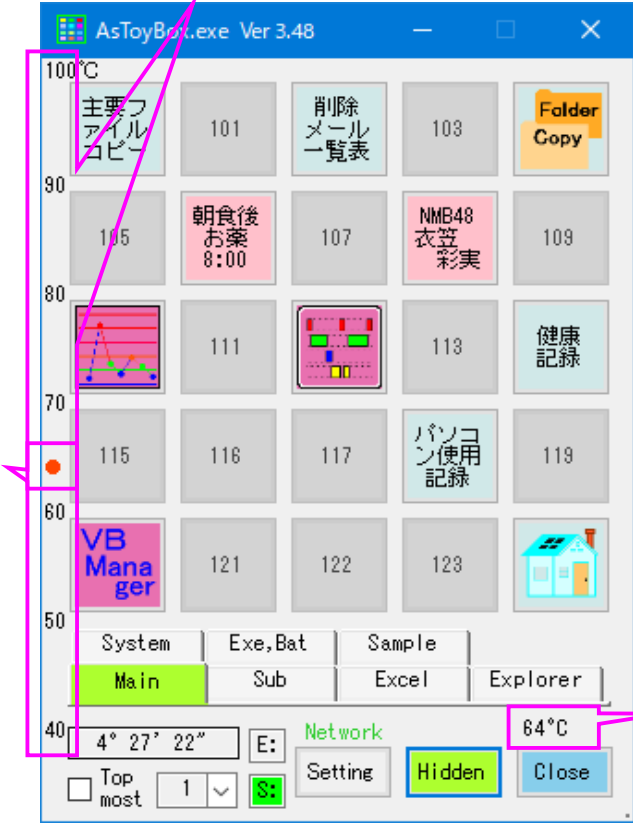 AsToyBox.exe Ver 3.48
100℃
主要フ
ァイル
コピー
101
削除
メール
一覧表
103
Folder
Copy
90
105
朝食後
お薬
8:00
107
NMB48
衣笠
彩実
109
80
111
113
健康
記録
70
115
116
117
パソコ
ン使用
記録
119
60
VB
Mana
ger
121
122
123
50
System
Exe,Bat
Sample
Main
Sub
Excel
Explorer
40
4° 27′ 22″
E:
Network
64℃
Top
most
1
S:
Setting
Hidden
Close